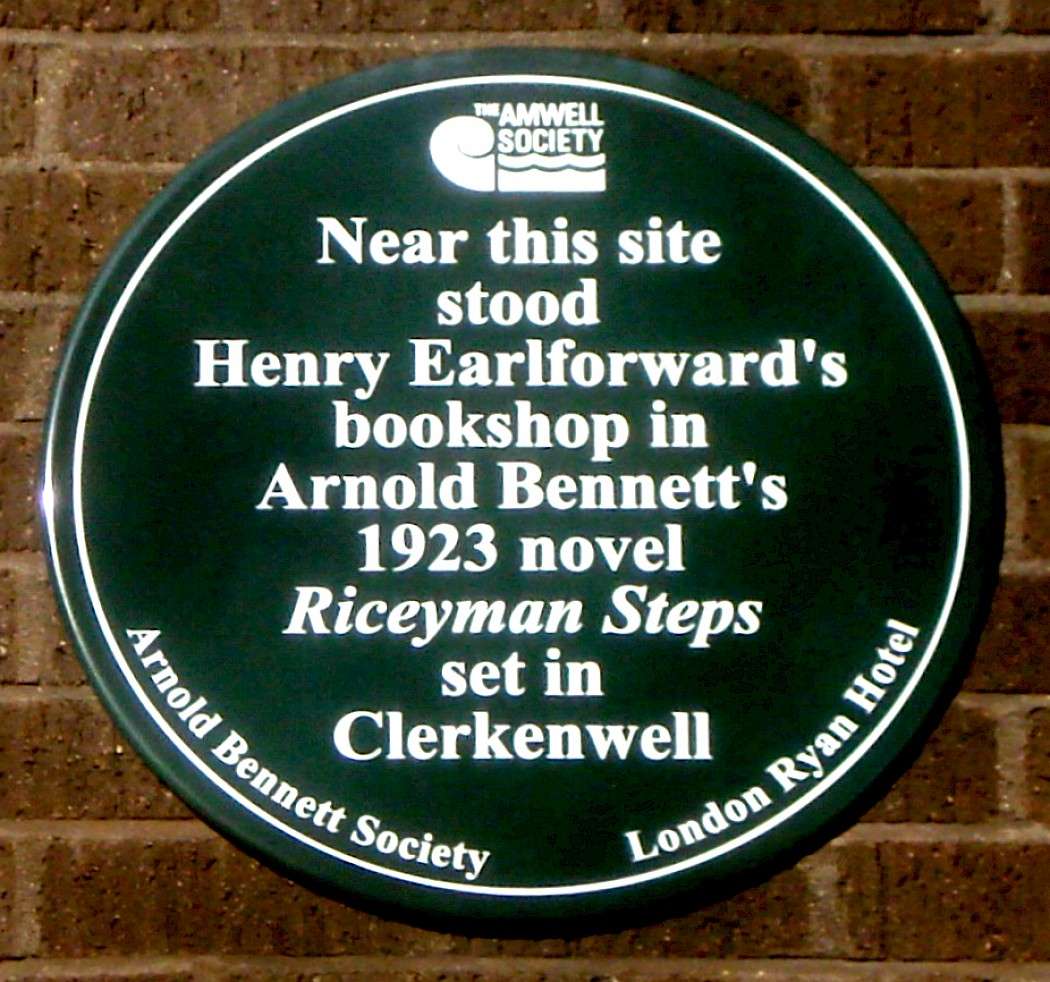 THE AMWELL
SOCIETY
Near this site
stood
Henry Earlforward's
bookshop in
Arnold Bennett's
1923 novel
Riceyman Steps
set in
Clerkenwell
Arnold Bennett Society
London Ryan Hotel